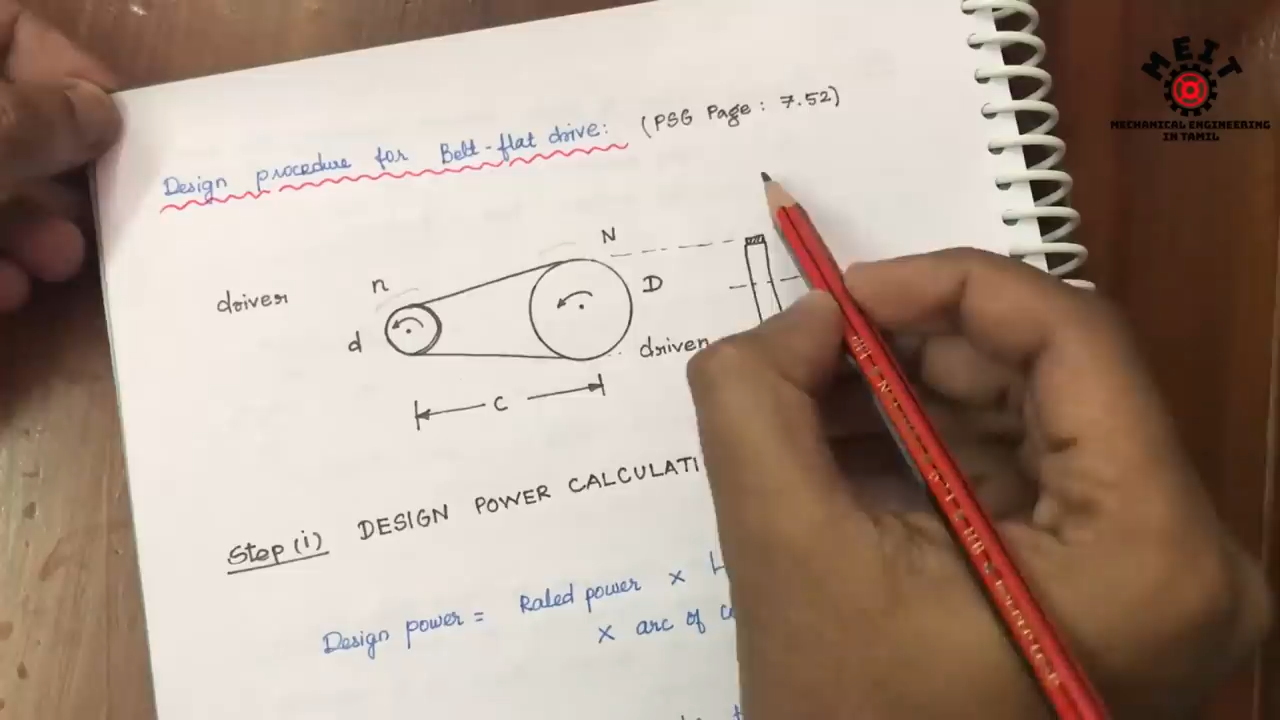 Design procedure for Belt-flat drive: (PSG Page: 7.52)
N
n
D
driver
d
driven
C
Step (i) DESIGN POWER CALCULATI
Design power = Rated power x L
x arc of c
MEIT
MECHANICAL ENGINEERING
IN TAMIL